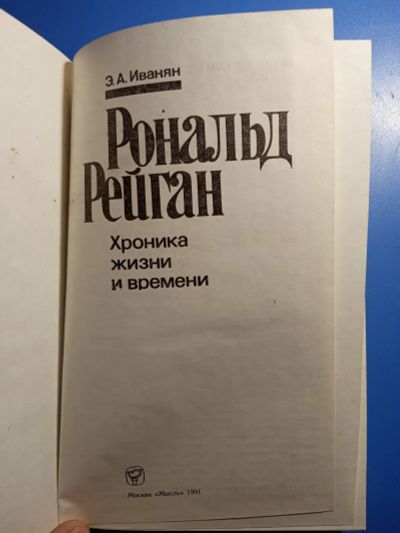 Э. А. Иванян
Рональд
Рейган
Хроника
жизни
и времени
Москва «Мысль» 1991